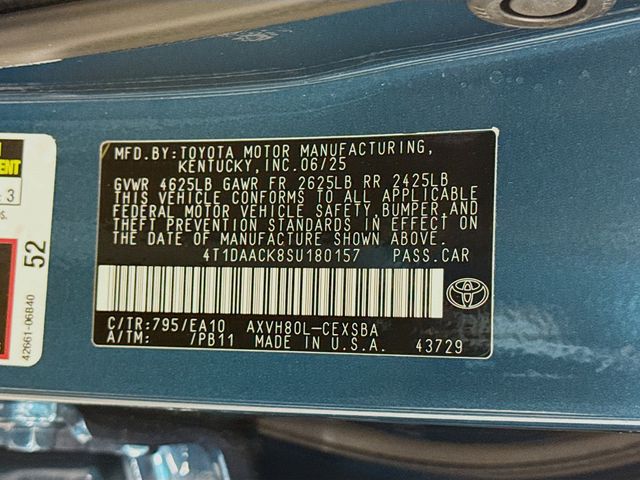 MFD.BY:TOYOTA MOTOR MANUFACTURING,
KENTUCKY,INC.06/25
GVWR 4625LB GAWR FR 2625LB RR 2425LB
THIS VEHICLE CONFORMS TO ALL APPLICABLE
FEDERAL MOTOR VEHICLE SAFETY,BUMPER,AND
THEFT PREVENTION STANDARDS IN EFFECT ON
THE DATE OF MANUFACTURE SHOWN ABOVE.
4T1DAACK8SU180157 PASS.CAR
C/TR:795/EA10 AXVH80L-CEXSBA
A/TM: /PB11 MADE IN U.S.A. 43729
3
52
42661-06B40